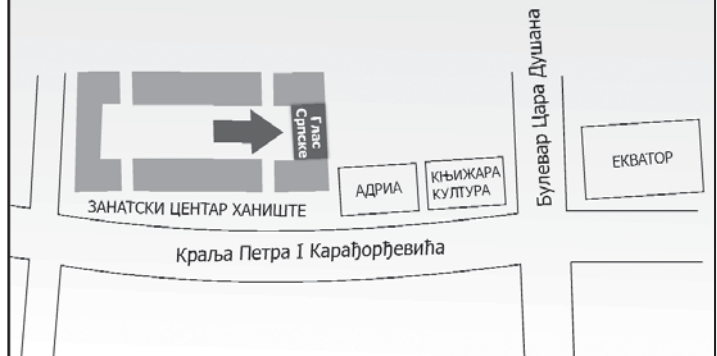 Булевар Цара Душана
Глас
Српске
АДРИА
КЊИЖАРА
КУЛТУРА
ЕКВАТОР
ЗАНАТСКИ ЦЕНТАР ХАНИШТЕ
Краља Петра I Карађорђевића